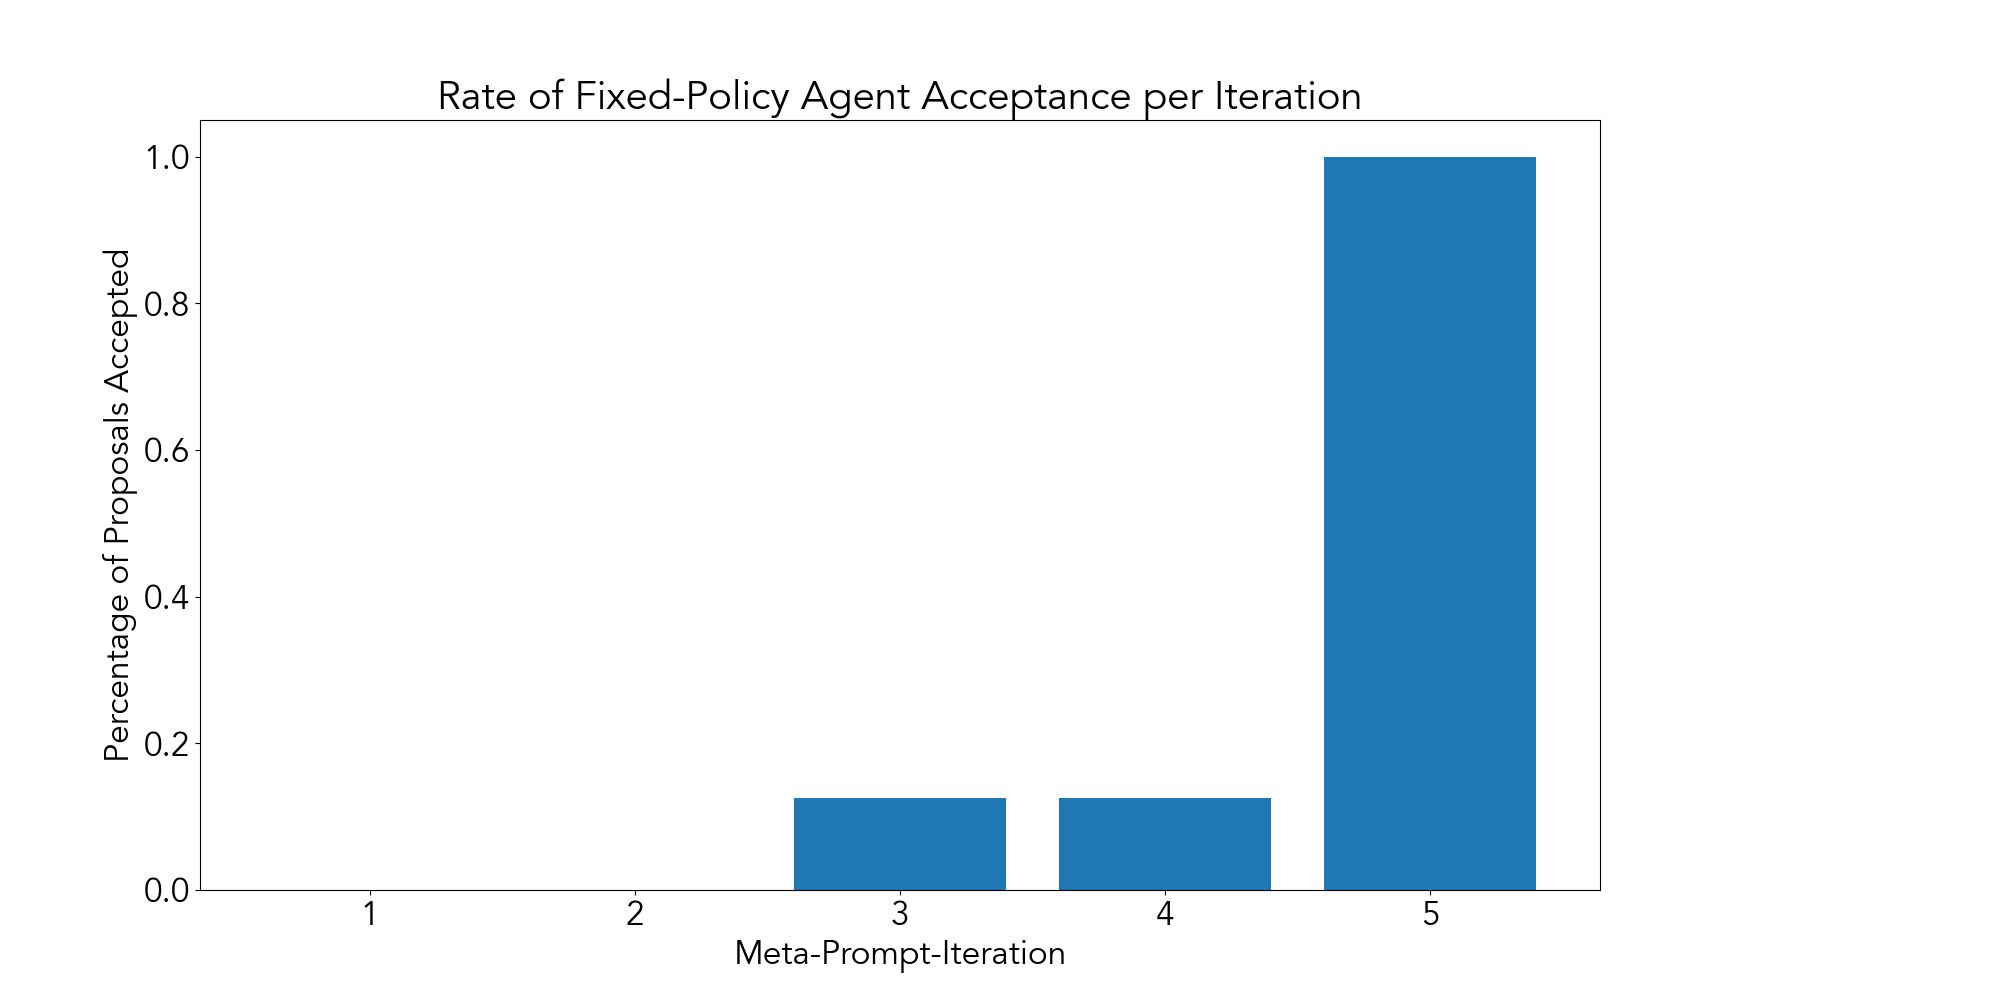 Rate of Fixed-Policy Agent Acceptance per Iteration
Percentage of Proposals Accepted
1.0
0.8
0.6
0.4
0.2
0.0
1 2 3 4 5
Meta-Prompt-Iteration